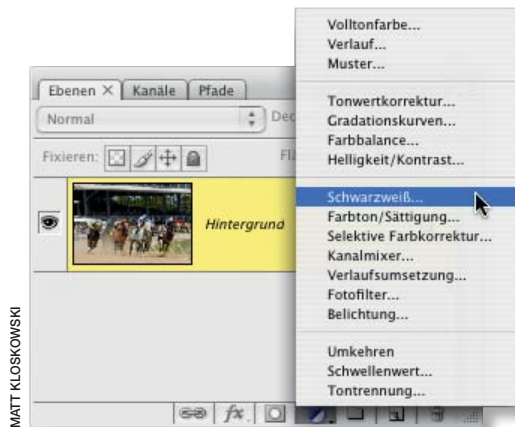 Ebenen × Kanäle Pfade
Normal
Fixieren:
Hintergrund
Volltonfarbe...
Verlauf...
Muster...
Tonwertkorrektur...
Gradationskurven...
Farbbalance...
Helligkeit/Kontrast...
Schwarzweiß...
Farbton/Sättigung...
Selektive Farbkorrektur...
Kanalmixer...
Verlaufsumsetzung...
Fotofilter...
Belichtung...
Umkehren
Schwellenwert...
Tontrennung...
fx.
MATT KLOSKOWSKI